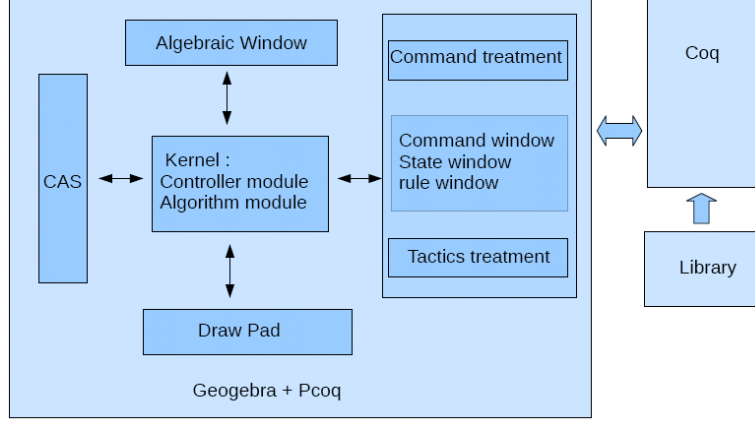 Algebraic Window
Command treatment
Coq
Kernel :
Controller module
Algorithm module
CAS
Command window
State window
rule window
Tactics treatment
Library
Draw Pad
Geogebra + Pcoq